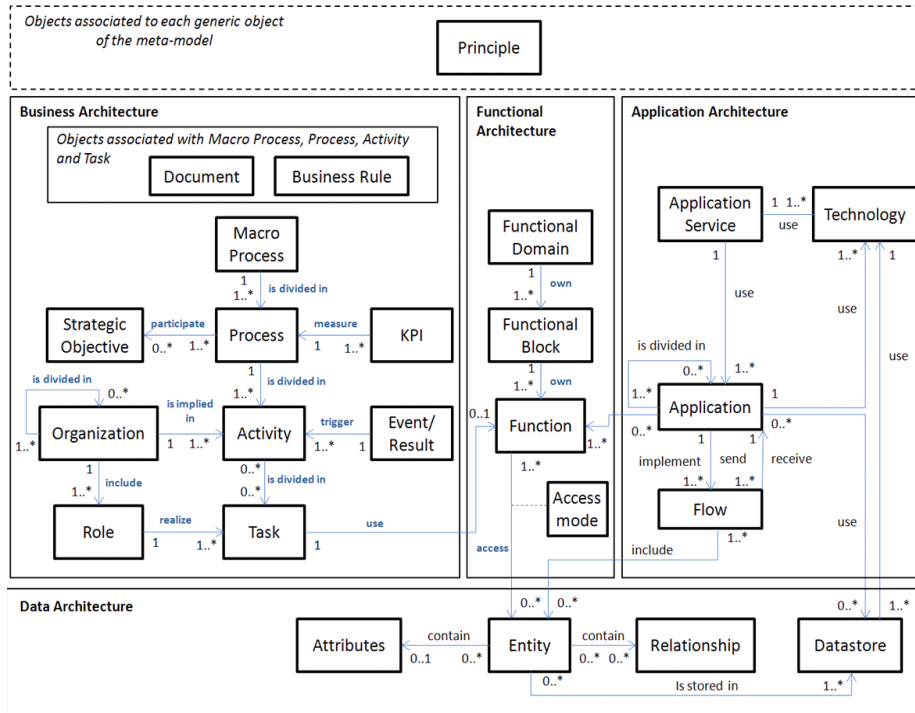 Objects associated to each generic object
of the meta-model
Principle
Business Architecture
Objects associated with Macro Process, Process, Activity
and Task
Document
Business Rule
Macro
Process
1
is divided in
1..*
Strategic
Objective
participate
0..*
1..*
Process
measure
1
1..*
KPI
1
is divided in
1..*
is divided in
0..*
1..*
Organization
is implied
in
1
1..*
Activity
trigger
1..*
1
Event/
Result
1
include
1..*
0..*
is divided in
0..*
Role
realize
1
1..*
Task
use
1
Functional
Architecture
Functional
Domain
1
own
1..*
Functional
Block
1
own
1..*
0..1
Function
1..*
1..*
Access
mode
access
Application Architecture
Application
Service
1
1..*
use
Technology
1
use
1..*
1..*
1
use
use
is divided in
0..*
1..*
Application
1
0..*
0..*
1
1
implement
send
receive
1..*
1..*
Flow
1..*
include
use
Data Architecture
0..*
0..*
0..*
1..*
Attributes
contain
0..1
0..*
Entity
contain
0..*
0..*
Relationship
Datastore
0..*
Is stored in
1..*